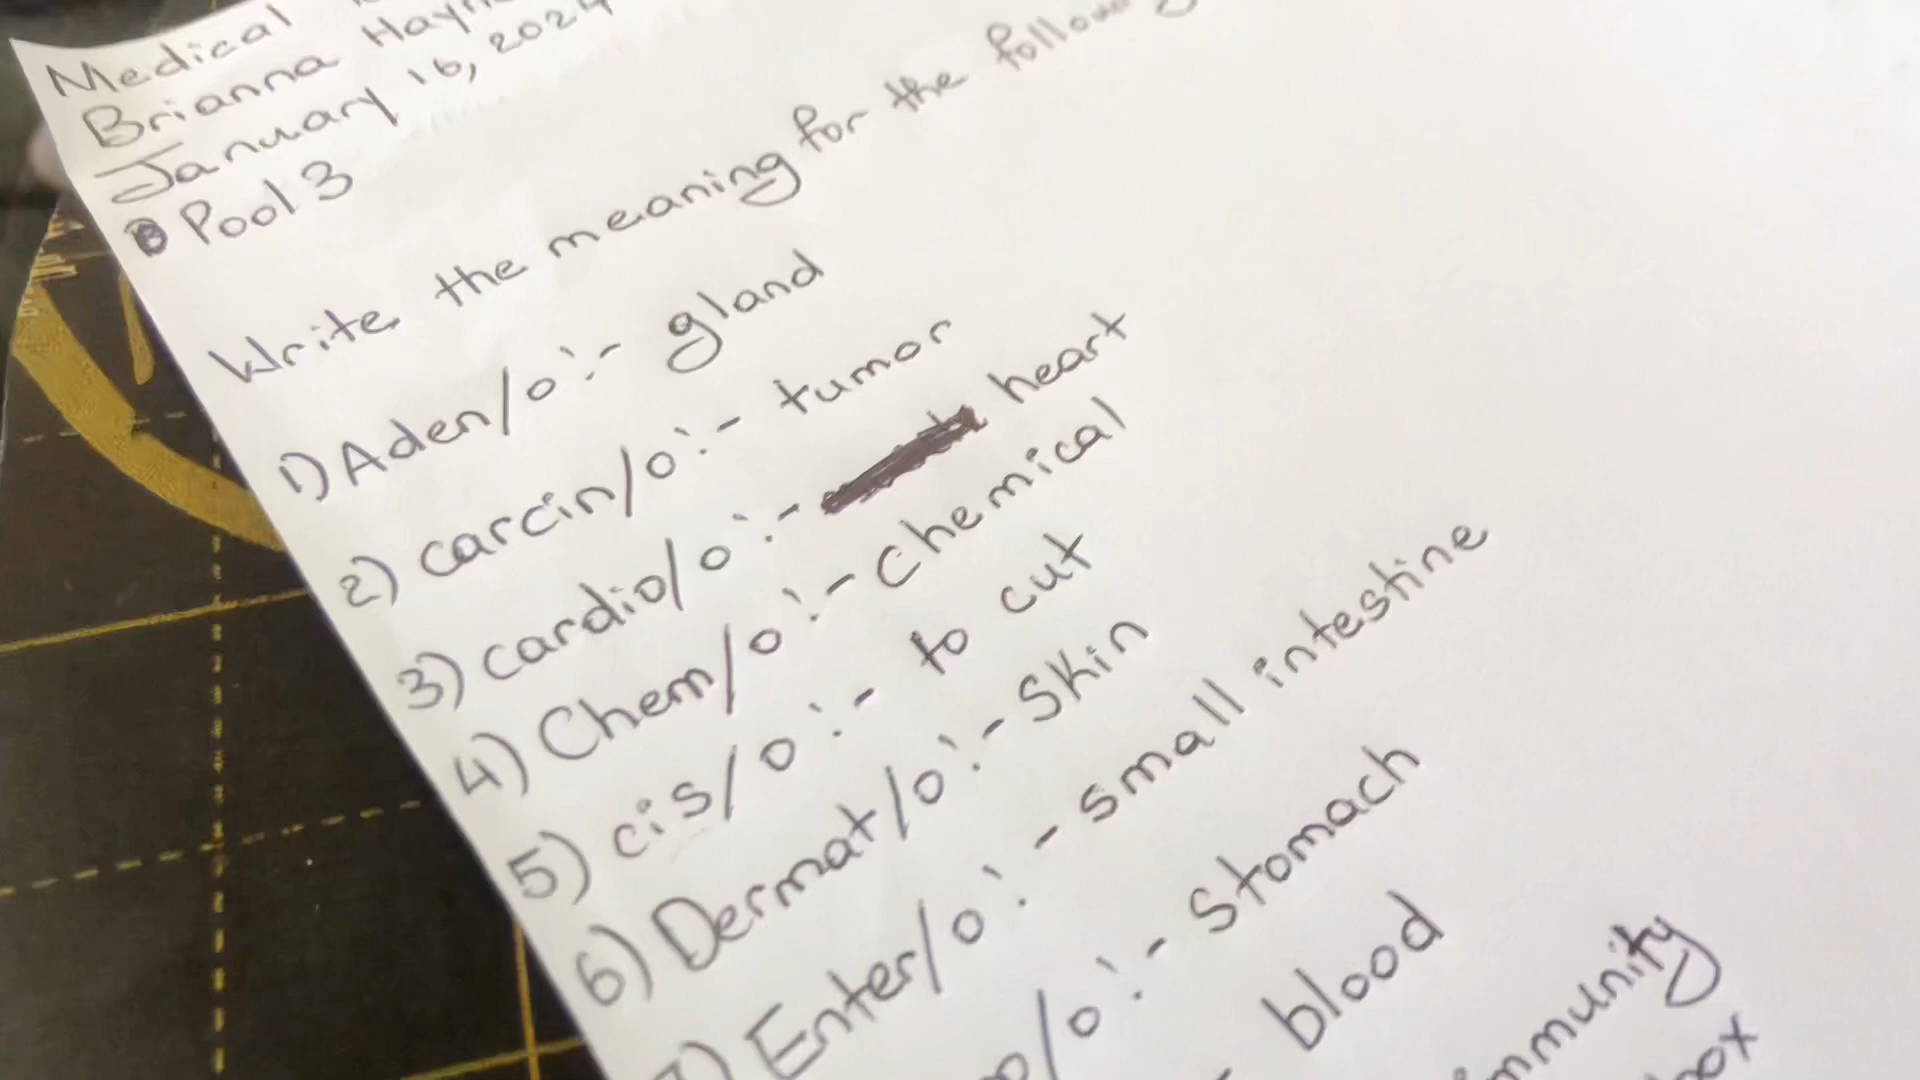 Medical
Brianna
January 16, 2024
Pool 3
Write the meaning for the
1) Aden/o:- gland
2) carcin/o:- tumor
3) cardio/o:- heart
4) Chem/o:- chemical
5) cis/o:- to cut
6) Dermat/o:- Skin
Enter/o:- small intestine
/o:- Stomach
blood